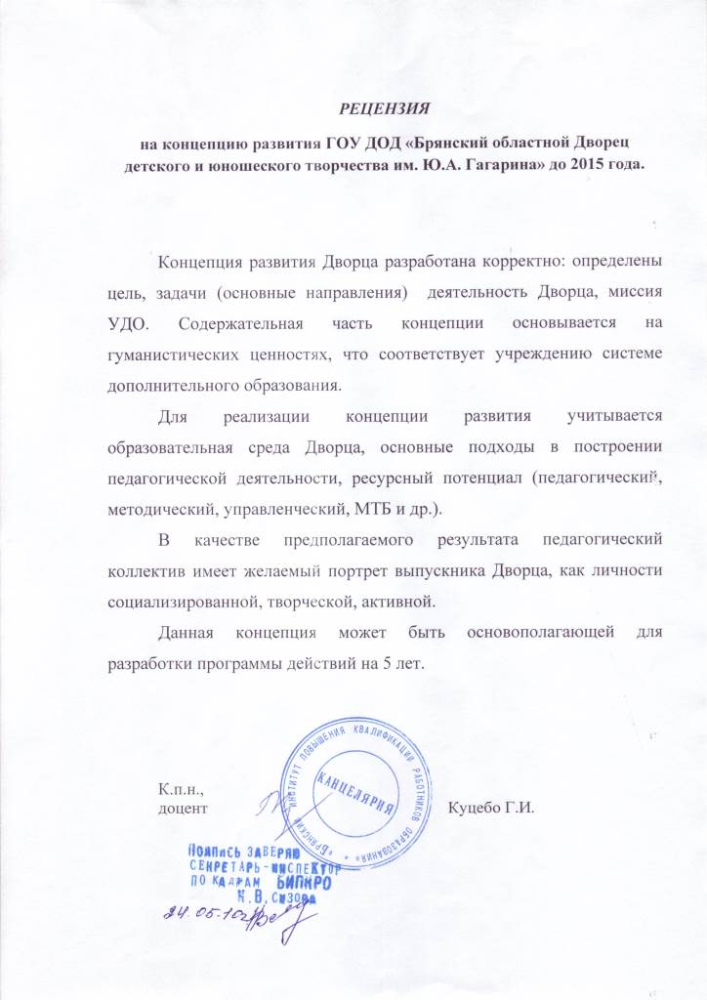 РЕЦЕНЗИЯ
на концепцию развития ГОУ ДОД «Брянский областной Дворец
детского и юношеского творчества им. Ю.А. Гагарина» до 2015 года.
Концепция развития Дворца разработана корректно: определены
цель, задачи (основные направления) деятельность Дворца, миссия
УДО. Содержательная часть концепции основывается на
гуманистических ценностях, что соответствует учреждению системе
дополнительного образования.
Для реализации концепции развития учитывается
образовательная среда Дворца, основные подходы в построении
педагогической деятельности, ресурсный потенциал (педагогический,
методический, управленческий, МТБ и др.).
В качестве предполагаемого результата педагогический
коллектив имеет желаемый портрет выпускника Дворца, как личности
социализированной, творческой, активной.
Данная концепция может быть основополагающей для
разработки программы действий на 5 лет.
«БРЯНСКИЙ ИНСТИТУТ ПОВЫШЕНИЯ КВАЛИФИКАЦИИ РАБОТНИКОВ ОБРАЗОВАНИЯ»
КАНЦЕЛЯРИЯ
К.п.н.,
доцент Куцебо Г.И.
ПОДПИСЬ ЗАВЕРЯЮ
СЕКРЕТАРЬ-ИНСПЕКТОР
ПО КАДРАМ БИПКРО
Н.В.Сизова
24.05.10г